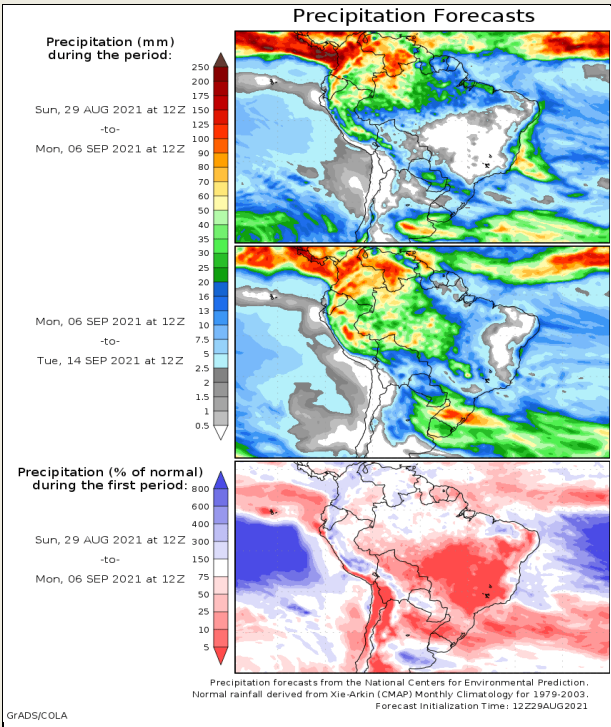 Precipitation Forecasts
Precipitation (mm)
during the period:
Sun, 29 AUG 2021 at 12Z
-to-
Mon, 06 SEP 2021 at 12Z
250
200
175
150
125
100
90
80
70
60
50
40
35
30
25
20
16
13
10
7.5
5
2.5
2
1.5
1
0.5
Mon, 06 SEP 2021 at 12Z
-to-
Tue, 14 SEP 2021 at 12Z
Precipitation (% of normal)
during the first period:
Sun, 29 AUG 2021 at 12Z
-to-
Mon, 06 SEP 2021 at 12Z
800
600
400
300
150
75
50
25
10
5
Precipitation forecasts from the National Centers for Environmental Prediction.
Normal rainfall derived from Xie-Arkin (CMAP) Monthly Climatology for 1979-2003.
Forecast Initialization Time: 12Z29AUG2021
GrADS/COLA